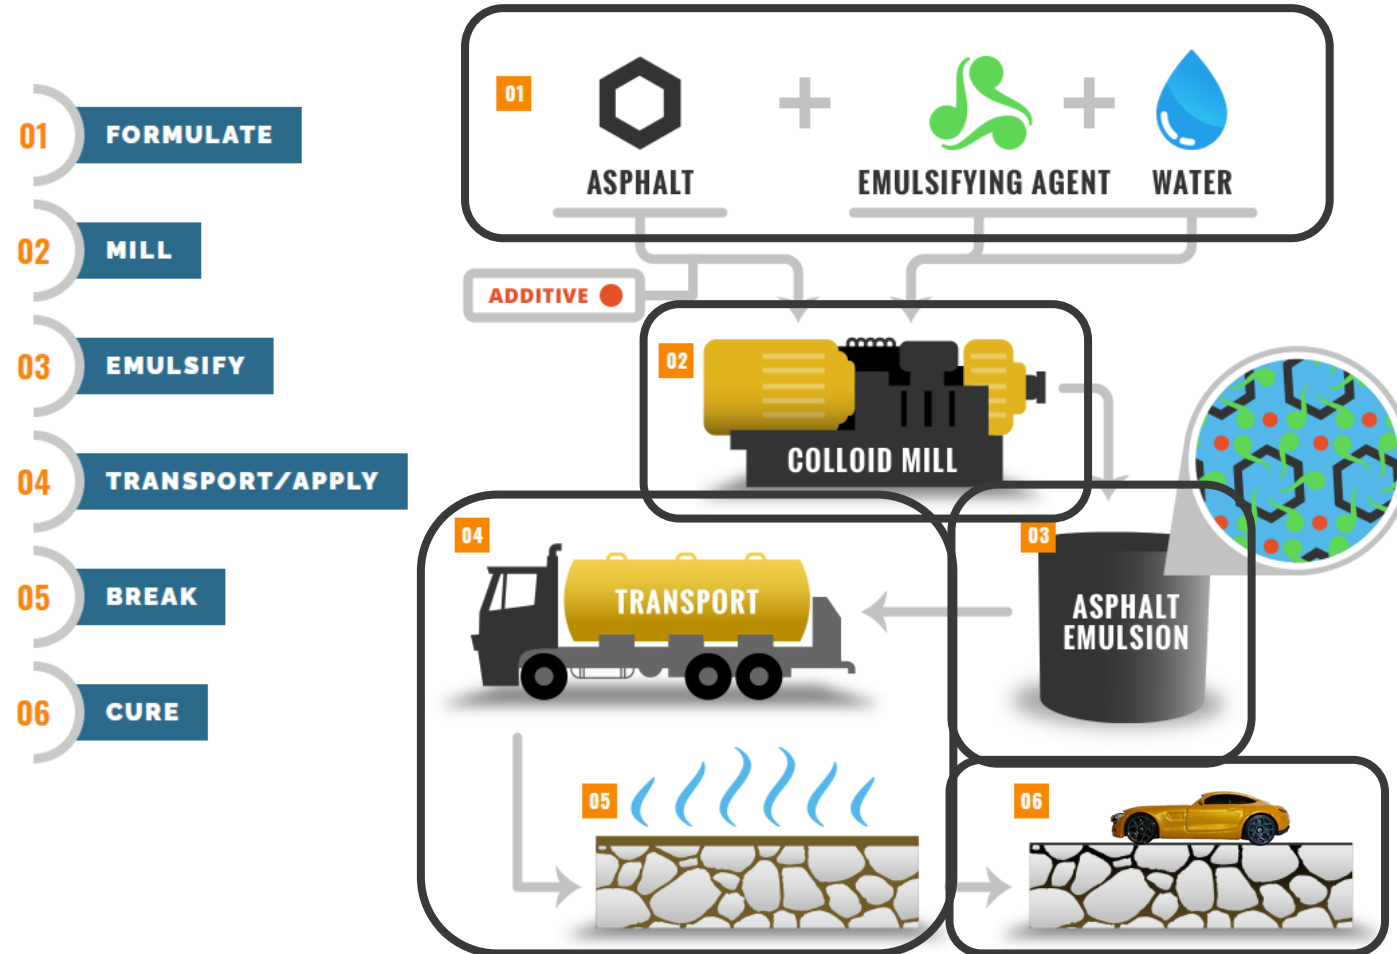 01 FORMULATE
02 MILL
03 EMULSIFY
04 TRANSPORT/APPLY
05 BREAK
06 CURE
01
ASPHALT
EMULSIFYING AGENT
WATER
ADDITIVE
02
COLLOID MILL
03
ASPHALT
EMULSION
04
TRANSPORT
05
06